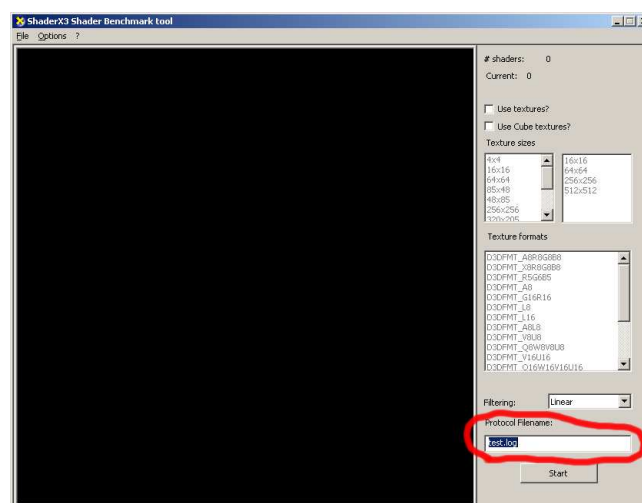 ShaderX3 Shader Benchmark tool
File Options ?
# shaders: 0
Current: 0
Use textures?
Use Cube textures?
Texture sizes
4x4
16x16
64x64
85x48
48x85
256x256
320x205
16x16
64x64
256x256
512x512
Texture formats
D3DFMT_A8R8G8B8
D3DFMT_X8R8G8B8
D3DFMT_R5G6B5
D3DFMT_A8
D3DFMT_G16R16
D3DFMT_L8
D3DFMT_L16
D3DFMT_A8L8
D3DFMT_V8U8
D3DFMT_Q8W8V8U8
D3DFMT_V16U16
D3DFMT_Q16W16V16U16
Filtering: Linear
Protocol Filename:
test.log
Start